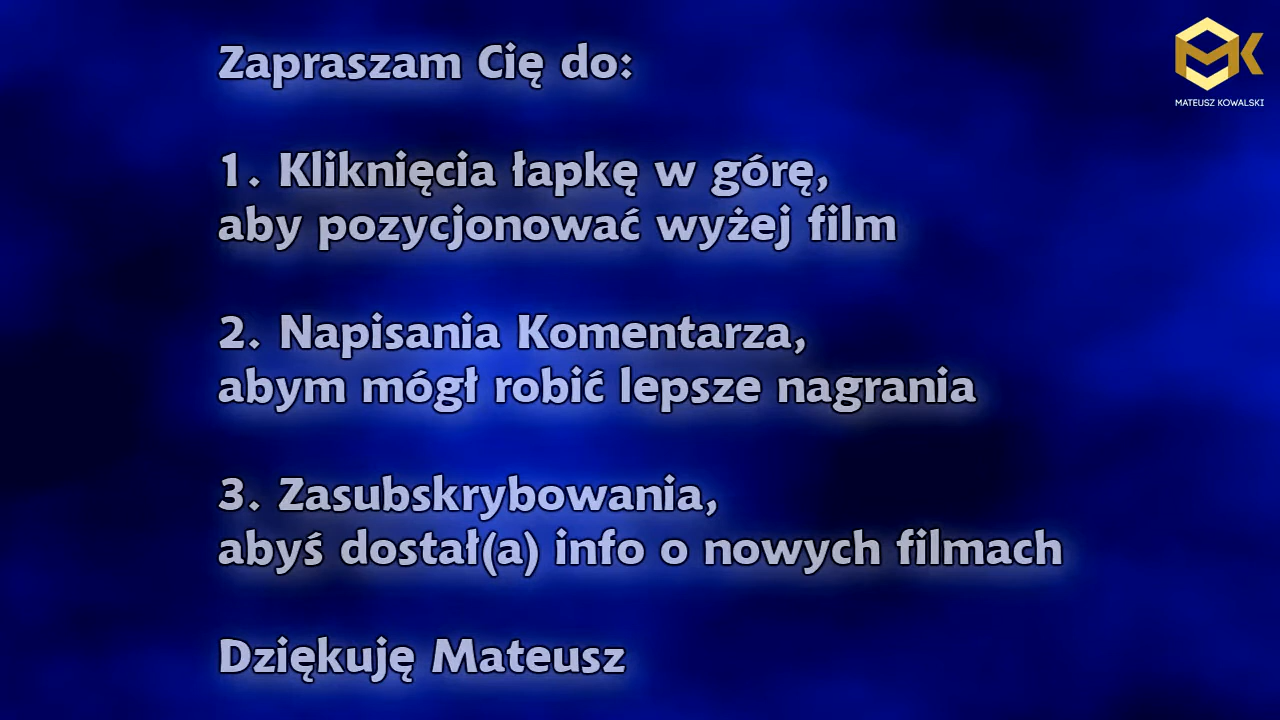 Zapraszam Cię do:
MATEUSZ KOWALSKI
1. Kliknięcia łapkę w górę,
aby pozycjonować wyżej film
2. Napisania Komentarza,
abym mógł robić lepsze nagrania
3. Zasubskrybowania,
abyś dostał(a) info o nowych filmach
Dziękuję Mateusz